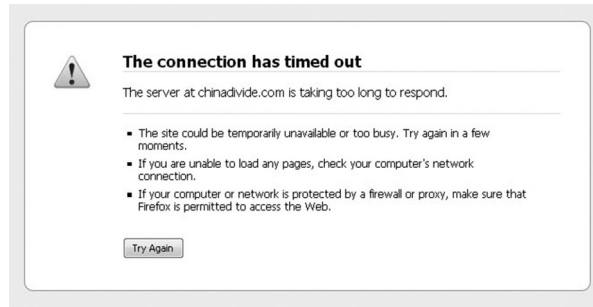 The connection has timed out
The server at chinadivide.com is taking too long to respond.
▪ The site could be temporarily unavailable or too busy. Try again in a few
moments.
▪ If you are unable to load any pages, check your computer's network
connection.
▪ If your computer or network is protected by a firewall or proxy, make sure that
Firefox is permitted to access the Web.
Try Again